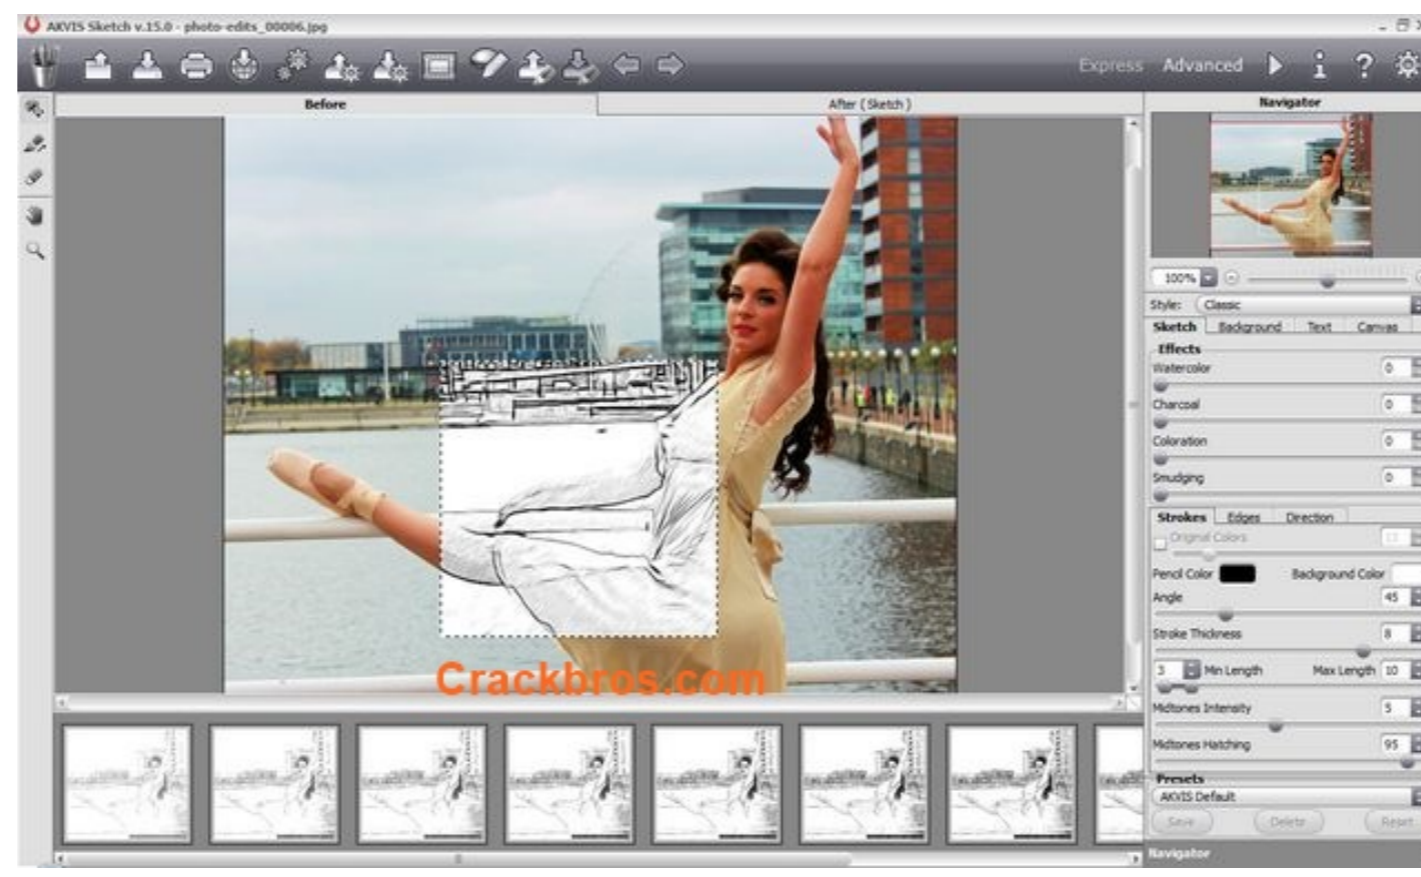 AKVIS Sketch v.15.0 - photo-edits_00006.jpg
Express Advanced
Before After ( Sketch ) Navigator
100%
Style: Classic
Sketch Background Text Canvas
Effects
Watercolor 0
Charcoal 0
Coloration 0
Smudging 0
Strokes Edges Direction
Original Colors
Pencil Color Background Color
Angle 45
Stroke Thickness 8
3 Min Length Max Length 10
Midtones Intensity 5
Midtones Hatching 95
Presets
AKVIS Default
Save Delete Reset
Navigator
Crackbros.com